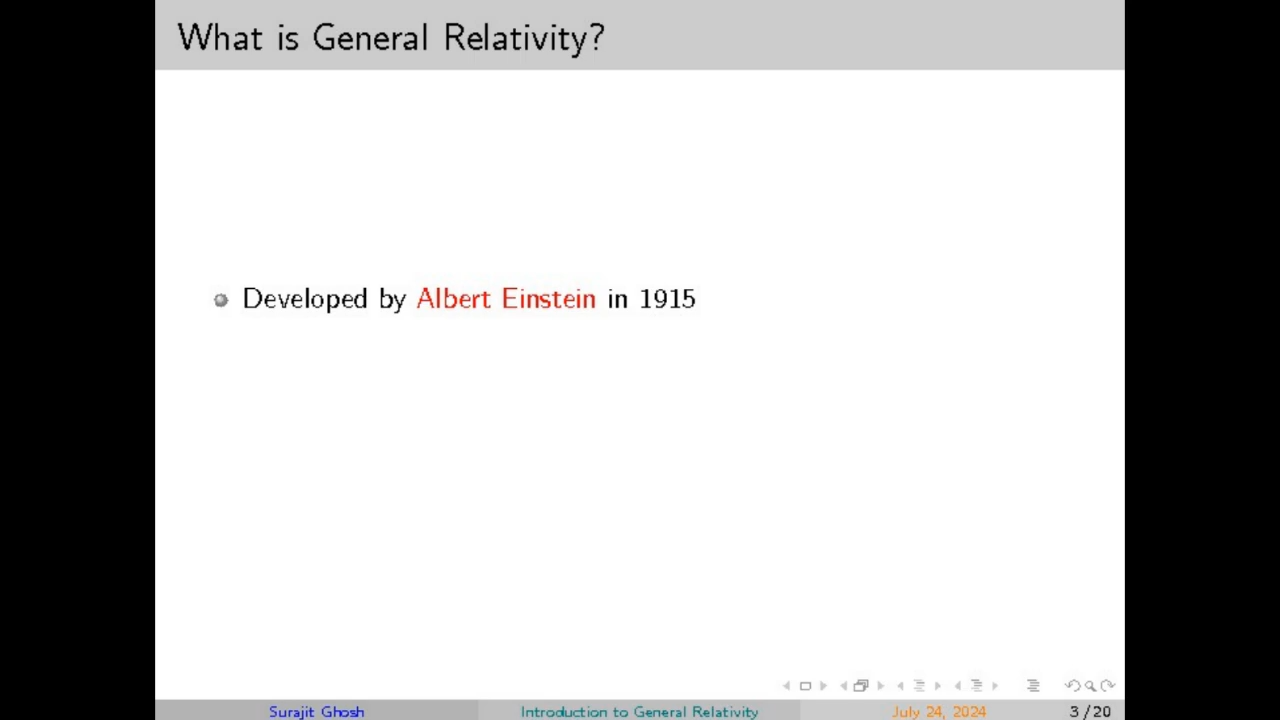 What is General Relativity?
Developed by Albert Einstein in 1915
Surajit Ghosh Introduction to General Relativity July 24, 2024 3 / 20